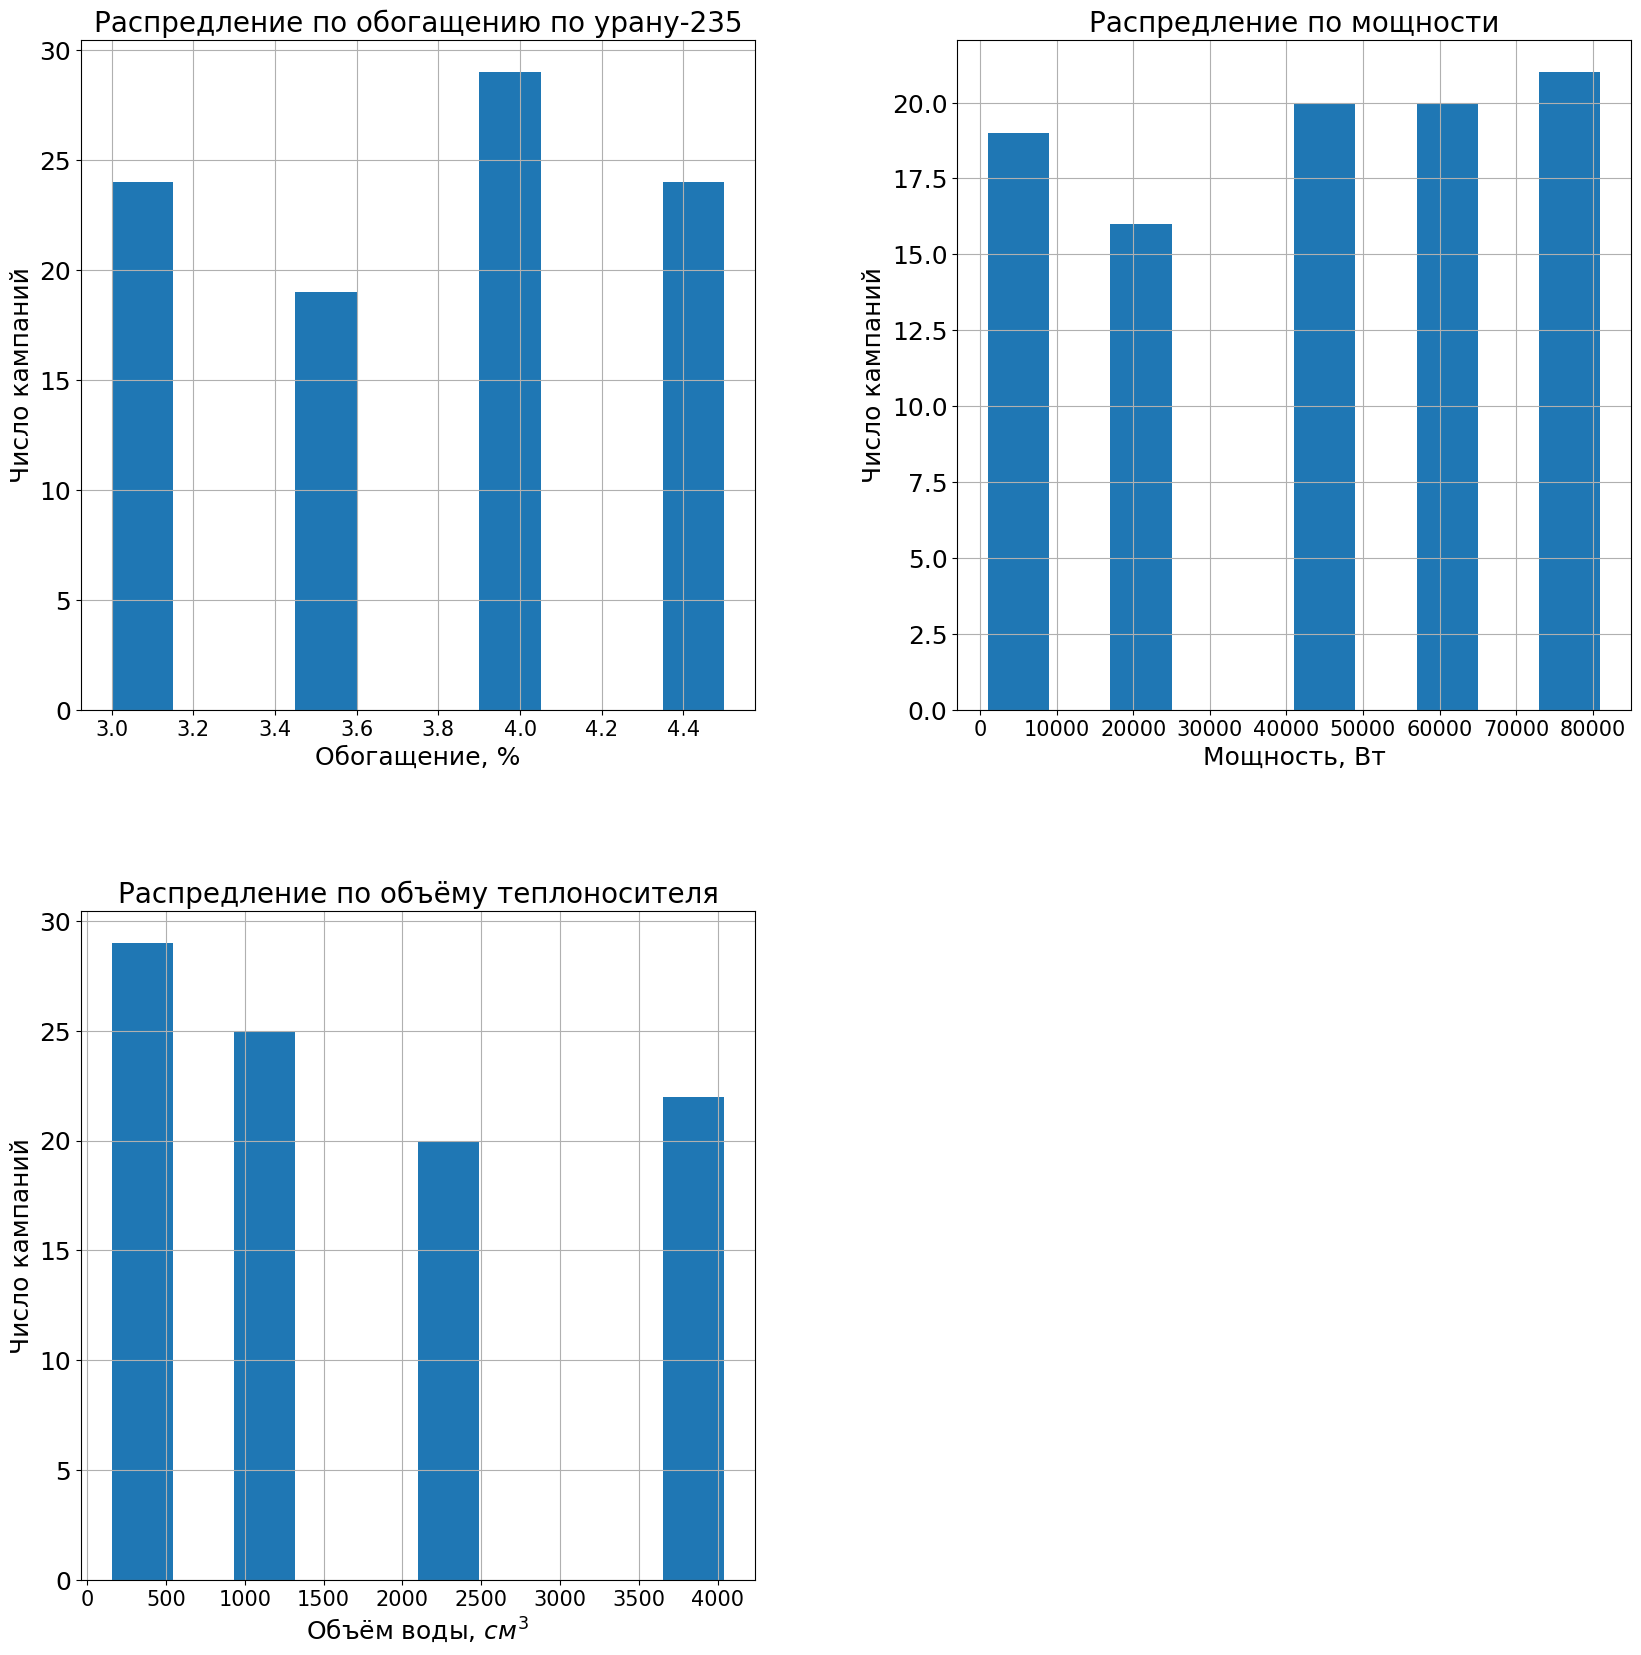 Распредление по обогащению по урану-235
30
25
20
15
10
5
0
Число кампаний
3.0 3.2 3.4 3.6 3.8 4.0 4.2 4.4
Обогащение, %
Распредление по мощности
20.0
17.5
15.0
12.5
10.0
7.5
5.0
2.5
0.0
Число кампаний
0 10000 20000 30000 40000 50000 60000 70000 80000
Мощность, Вт
Распредление по объёму теплоносителя
30
25
20
15
10
5
0
Число кампаний
0 500 1000 1500 2000 2500 3000 3500 4000
Объём воды, см³